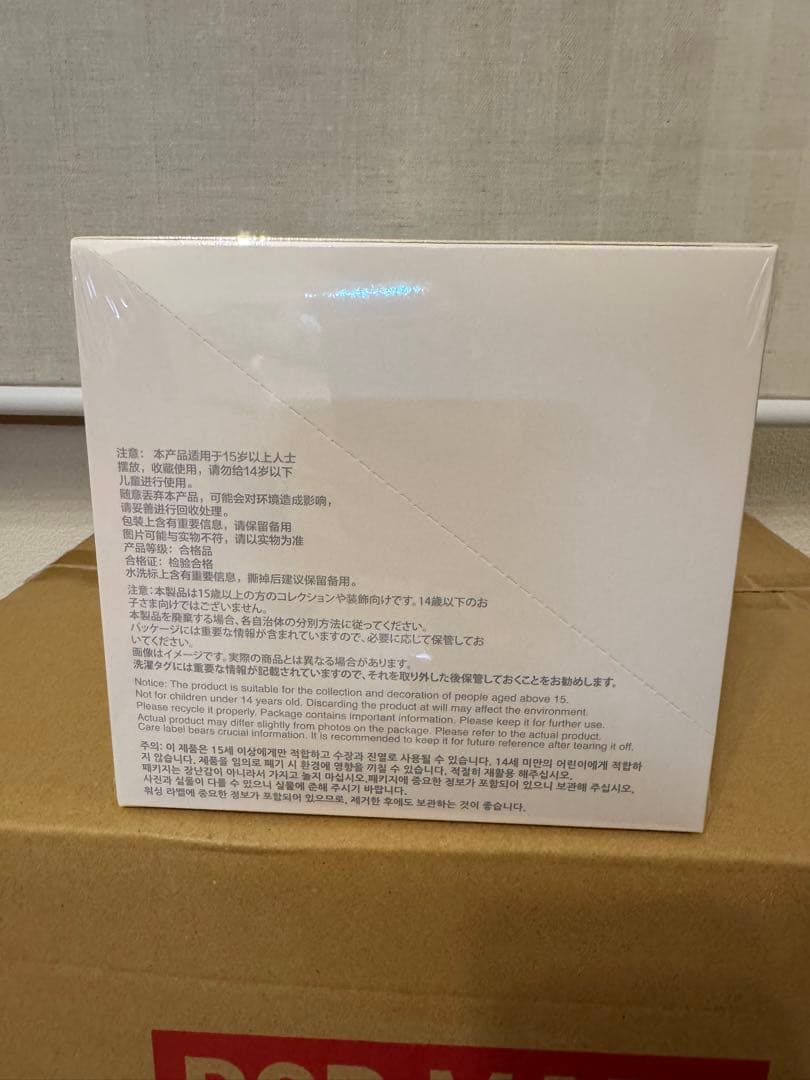 注意： 本产品适用于15岁以上人士
摆放，收藏使用，请勿给14岁以下
儿童进行使用。
随意丢弃本产品，可能会对环境造成影响，
请妥善进行回收处理。
包装上含有重要信息，请保留备用
图片可能与实物不符，请以实物为准
产品等级：合格品
合格证：检验合格
水洗标上含有重要信息，撕掉后建议保留备用。
注意：本製品は15歳以上の方のコレクションや装飾向けです。14歳以下のお
子さま向けではございません。
本製品を廃棄する場合、各自治体の分別方法に従ってください。
パッケージには重要な情報が含まれていますので、必要に応じて保管してお
いてください。
画像はイメージです。実際の商品とは異なる場合があります。
洗濯タグには重要な情報が記載されていますので、それを取り外した後保管しておくことをお勧めします。
Notice: The product is suitable for the collection and decoration of people aged above 15.
Not for children under 14 years old. Discarding the product at will may affect the environment.
Please recycle it properly. Package contains important information. Please keep it for further use.
Actual product may differ slightly from photos on the package. Please refer to the actual product.
Care label bears crucial information. It is recommended to keep it for future reference after tearing it off.
주의: 이 제품은 15세 이상에게만 적합하고 수장과 진열로 사용될 수 있습니다. 14세 미만의 어린이에게 적합하
지 않습니다. 제품을 임의로 폐기 시 환경에 영향을 끼칠 수 있습니다. 적절히 재활용 해주십시오.
패키지는 장난감이 아니라서 가지고 놀지 마십시오.패키지에 중요한 정보가 포함되어 있으니 보관해 주십시오.
사진과 실물이 다를 수 있으니 실물에 준해 주시기 바랍니다.
워싱 라벨에 중요한 정보가 포함되어 있으므로, 제거한 후에도 보관하는 것이 좋습니다.
POP MA